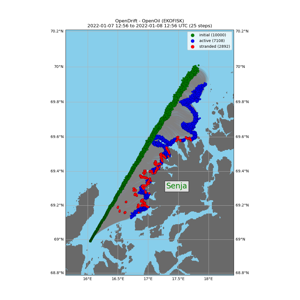 OpenDrift - OpenOil (EKOFISK)
2022-01-07 12:56 to 2022-01-08 12:56 UTC (25 steps)
70.2°N 70.2°N
initial (10000)
active (7108)
stranded (2892)
70°N 70°N
69.8°N 69.8°N
69.6°N 69.6°N
69.4°N 69.4°N
Senja
69.2°N 69.2°N
69°N 69°N
68.8°N 68.8°N
16°E 16.5°E 17°E 17.5°E 18°E